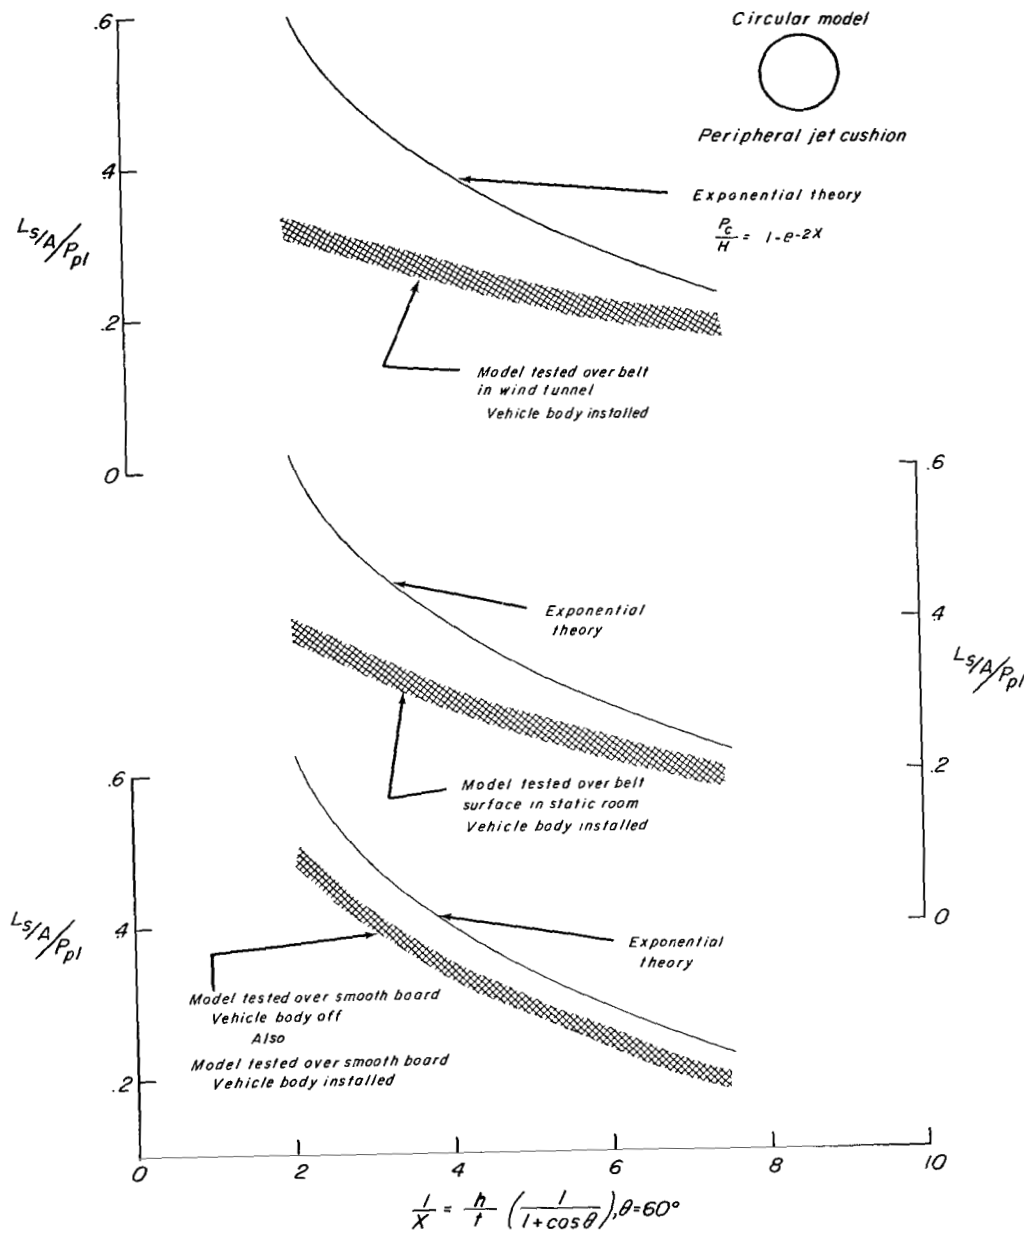 Circular model
Peripheral jet cushion
.6
.4
.2
0
Ls/A/Ppl
Exponential theory
Pc/H = 1-e-2X
Model tested over belt
in wind tunnel
Vehicle body installed
.6
.4
.2
0
Ls/A/Ppl
Exponential
theory
Model tested over belt
surface in static room
Vehicle body installed
.6
.4
.2
Ls/A/Ppl
Exponential
theory
Model tested over smooth board
Vehicle body off
Also
Model tested over smooth board
Vehicle body installed
0 2 4 6 8 10
1/X = h/t (1/1+cos θ), θ=60°